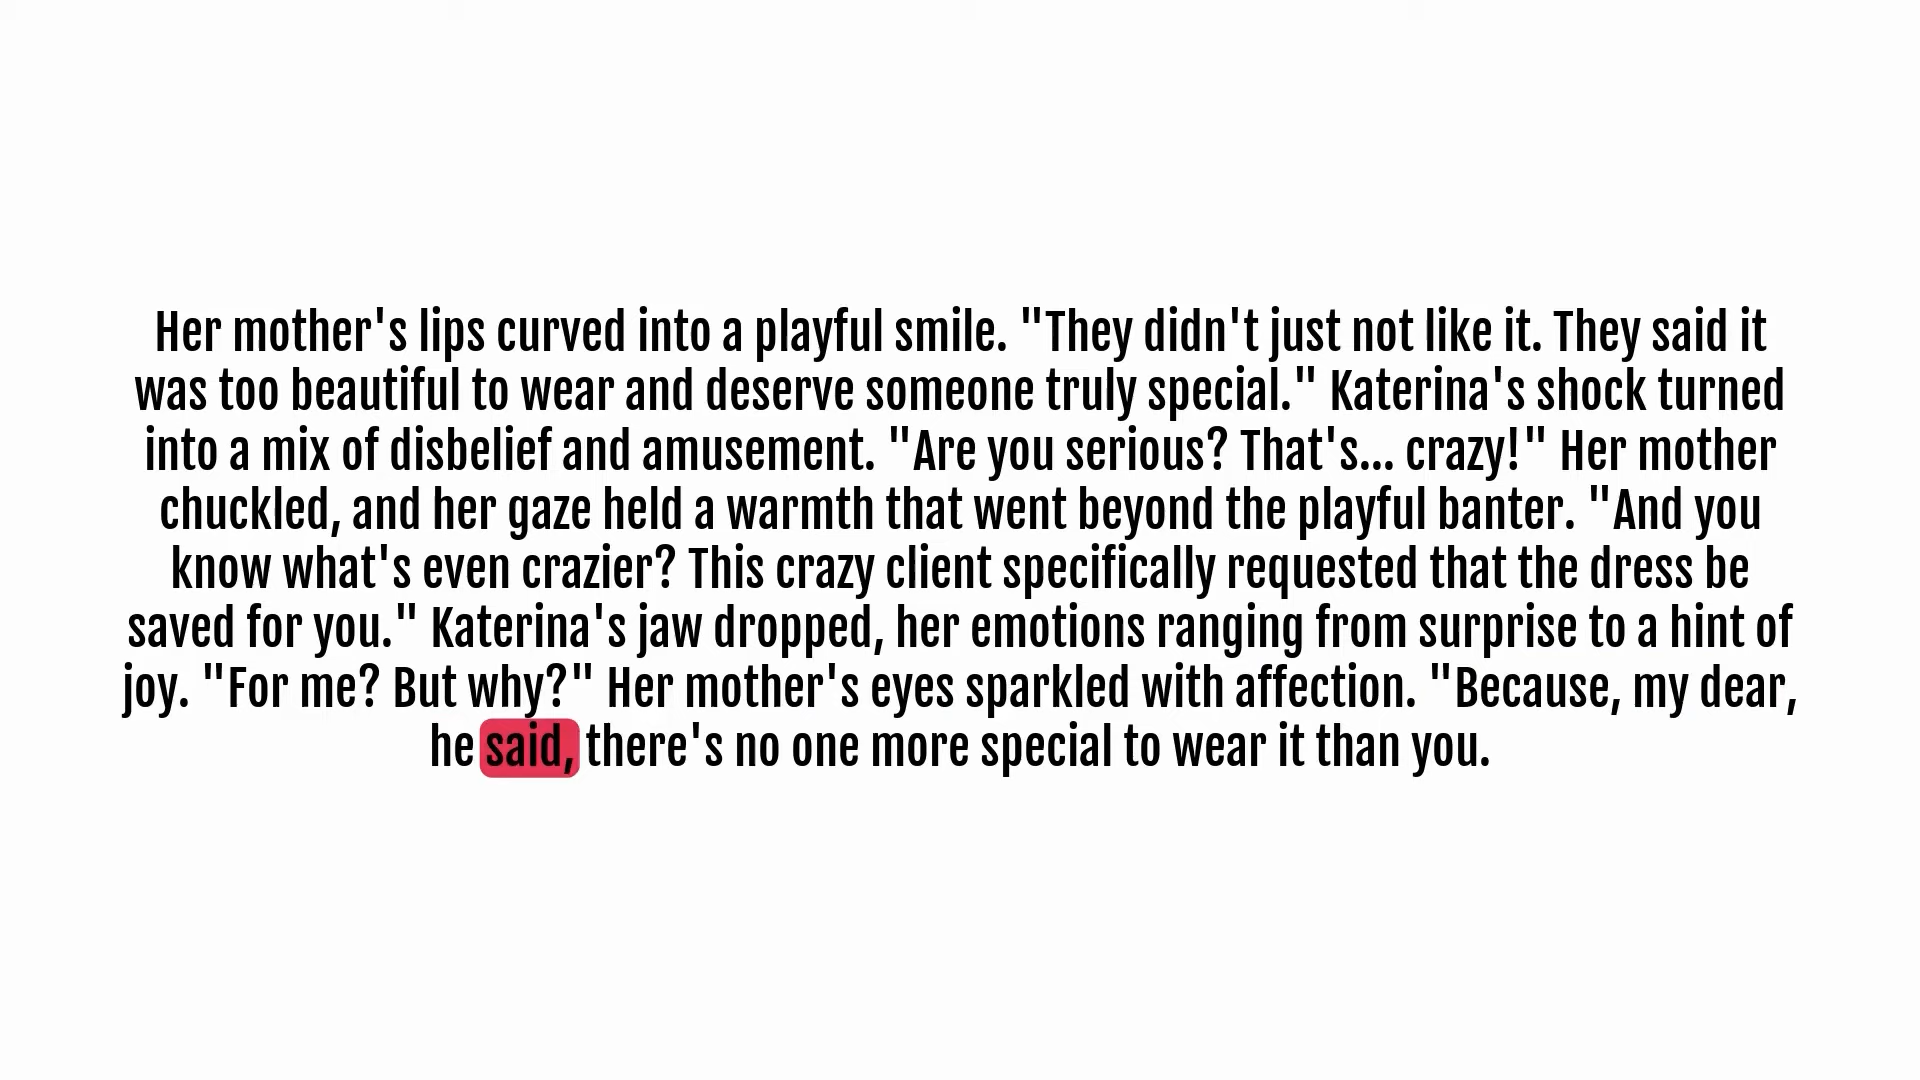 Her mother's lips curved into a playful smile. "They didn't just not like it. They said it
was too beautiful to wear and deserve someone truly special." Katerina's shock turned
into a mix of disbelief and amusement. "Are you serious? That's... crazy!" Her mother
chuckled, and her gaze held a warmth that went beyond the playful banter. "And you
know what's even crazier? This crazy client specifically requested that the dress be
saved for you." Katerina's jaw dropped, her emotions ranging from surprise to a hint of
joy. "For me? But why?" Her mother's eyes sparkled with affection. "Because, my dear,
he said, there's no one more special to wear it than you.